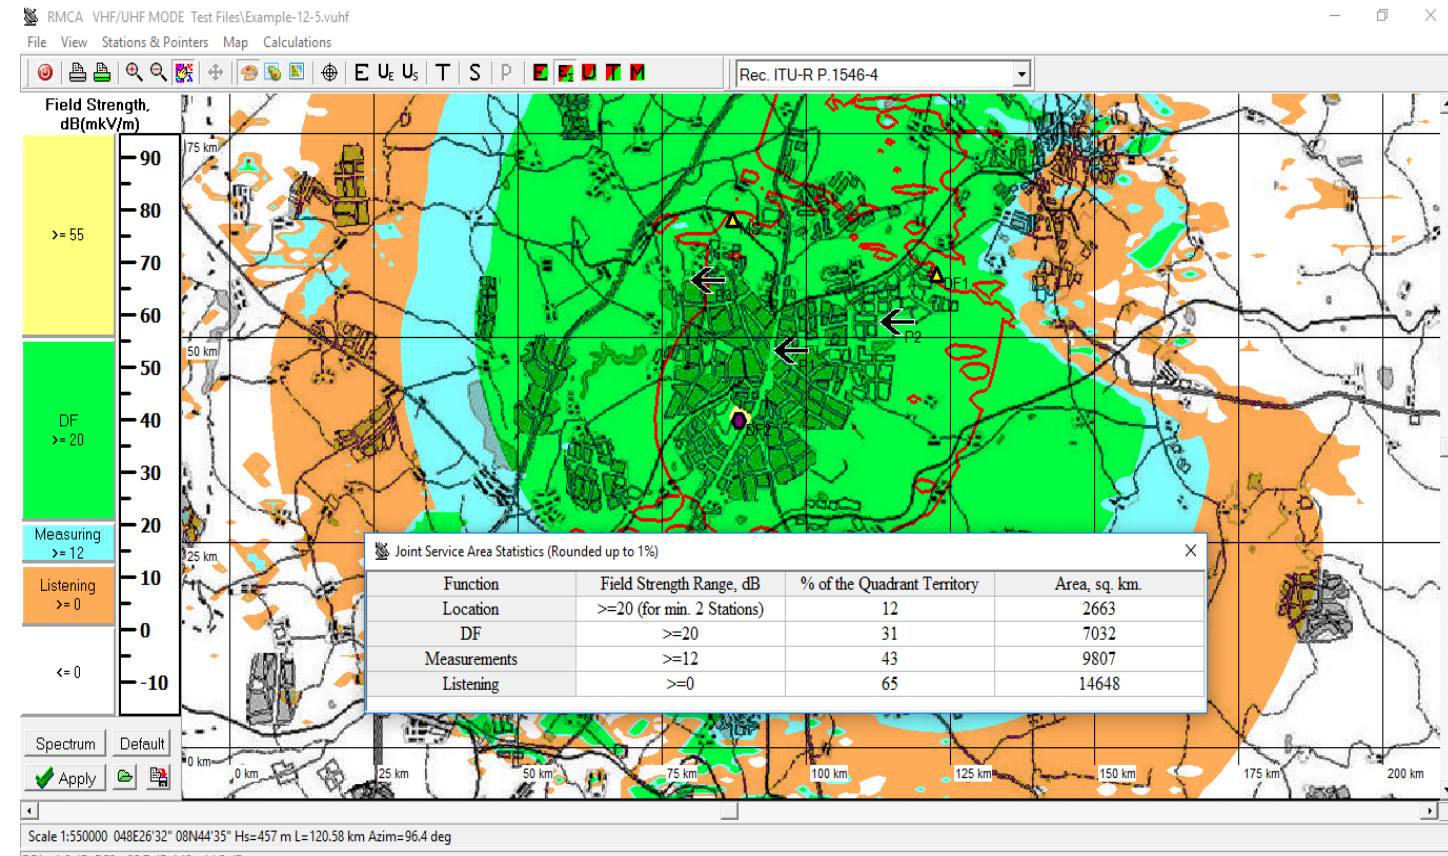 RMCA VHF/UHF MODE Test Files\Example-12-5.vuhf
File View Stations & Pointers Map Calculations
E UE US T S P E Es U T M Rec. ITU-R P.1546-4
Field Strength,
dB(mkV/m)
>= 55
DF
>= 20
Measuring
>= 12
Listening
>= 0
<= 0
90
80
70
60
50
40
30
20
10
0
-10
Spectrum Default
Apply
75 km
50 km
25 km
0 km
DF1
DF2
0 km 25 km 50 km 75 km 100 km 125 km 150 km 175 km 200 km
Joint Service Area Statistics (Rounded up to 1%)
Function Field Strength Range, dB % of the Quadrant Territory Area, sq. km.
Location >=20 (for min. 2 Stations) 12 2663
DF >=20 31 7032
Measurements >=12 43 9807
Listening >=0 65 14648
Scale 1:550000 048E26'32" 08N44'35" Hs=457 m L=120.58 km Azim=96.4 deg